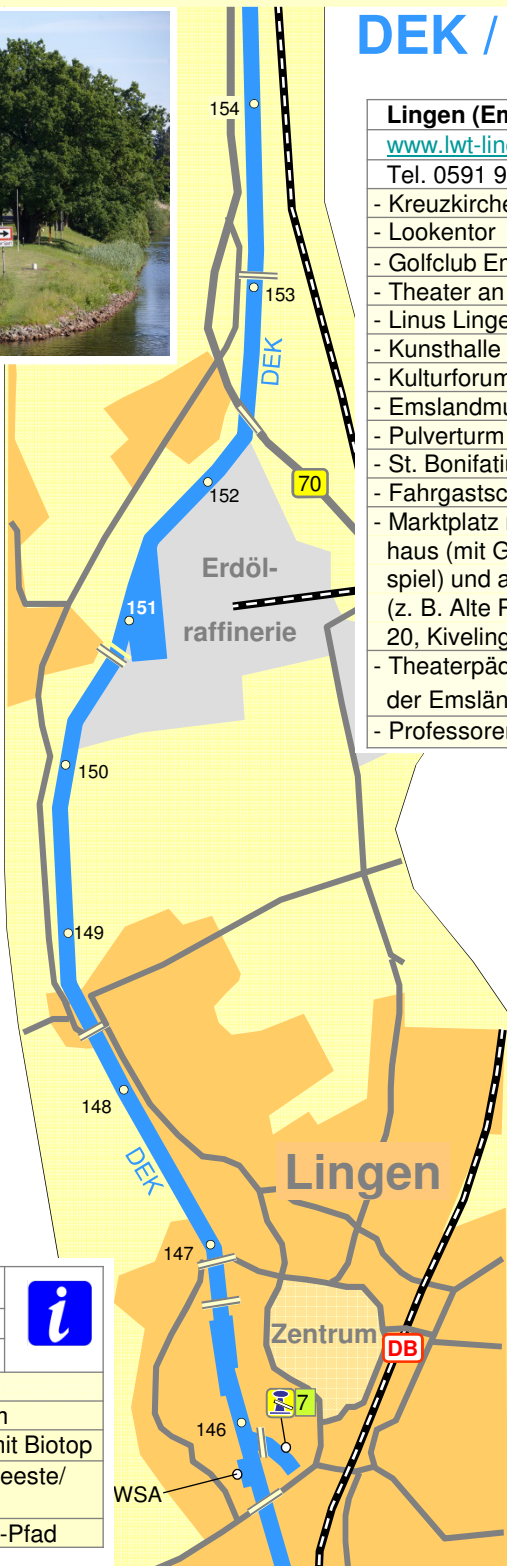 DEK /
Lingen (Em
www.lwt-ling
Tel. 0591 9
- Kreuzkirche
- Lookentor
- Golfclub Em
- Theater an
- Linus Linge
- Kunsthalle
- Kulturforum
- Emslandmu
- Pulverturm
- St. Bonifatiu
- Fahrgastsc
- Marktplatz
haus (mit G
spiel) und a
(z. B. Alte P
20, Kiveling
- Theaterpäd
der Emslän
- Professoren
154
153
DEK
152
70
Erdöl-
raffinerie
151
150
149
148
DEK
Lingen
147
Zentrum
DB
7
146
WSA
i
m
mit Biotop
eeste/
-Pfad